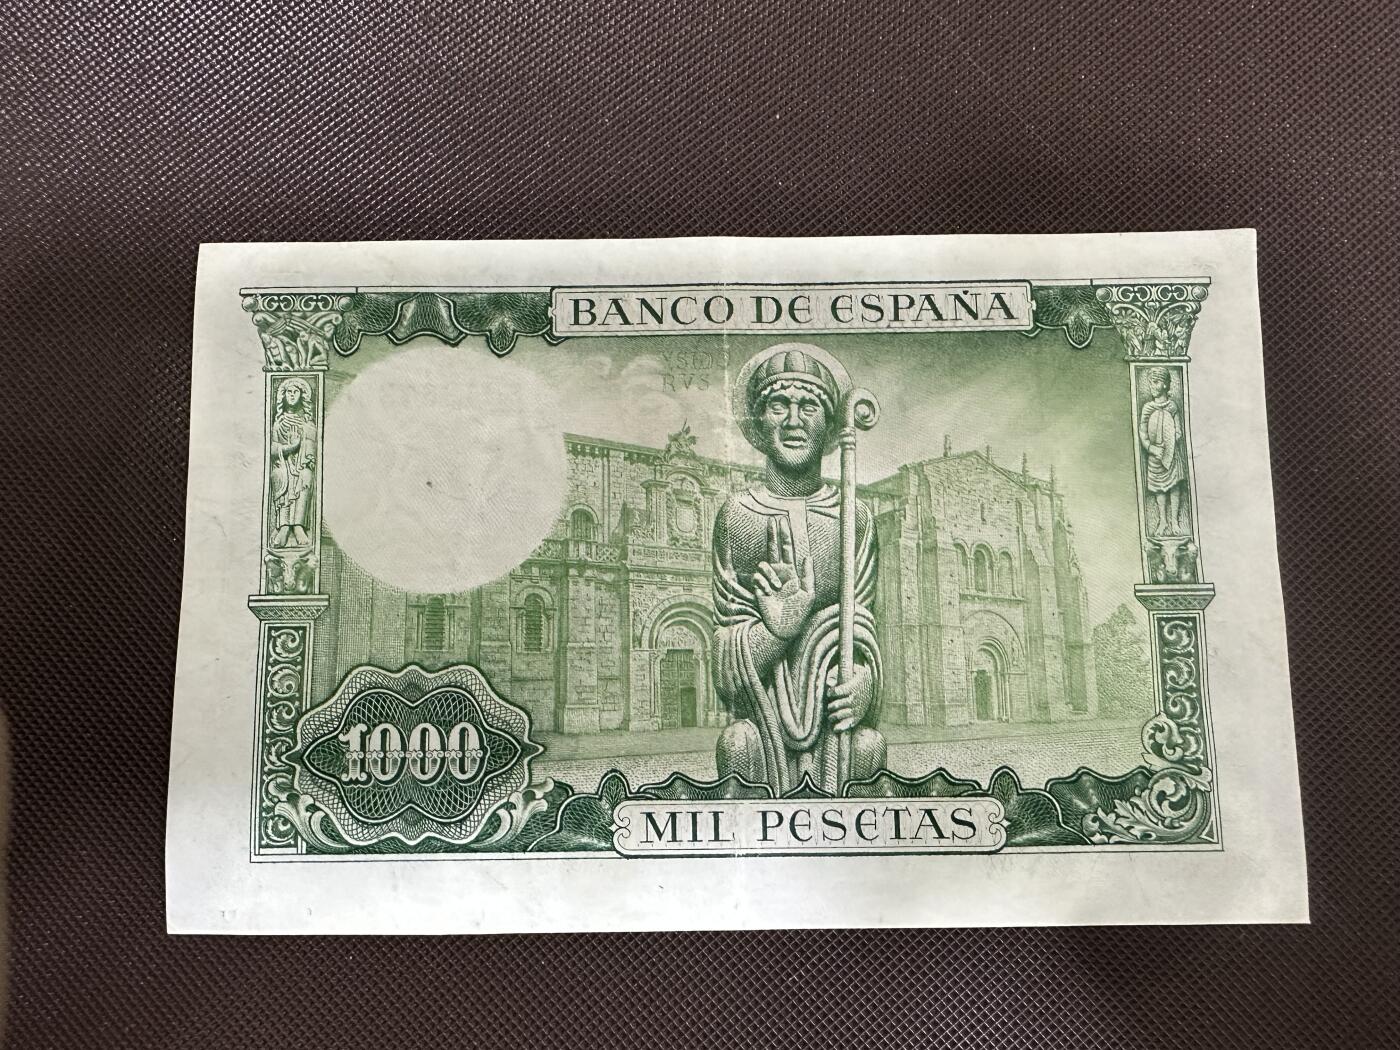 BANCO DE ESPAÑA
YSIDO
RVS
1000
MIL PESETAS